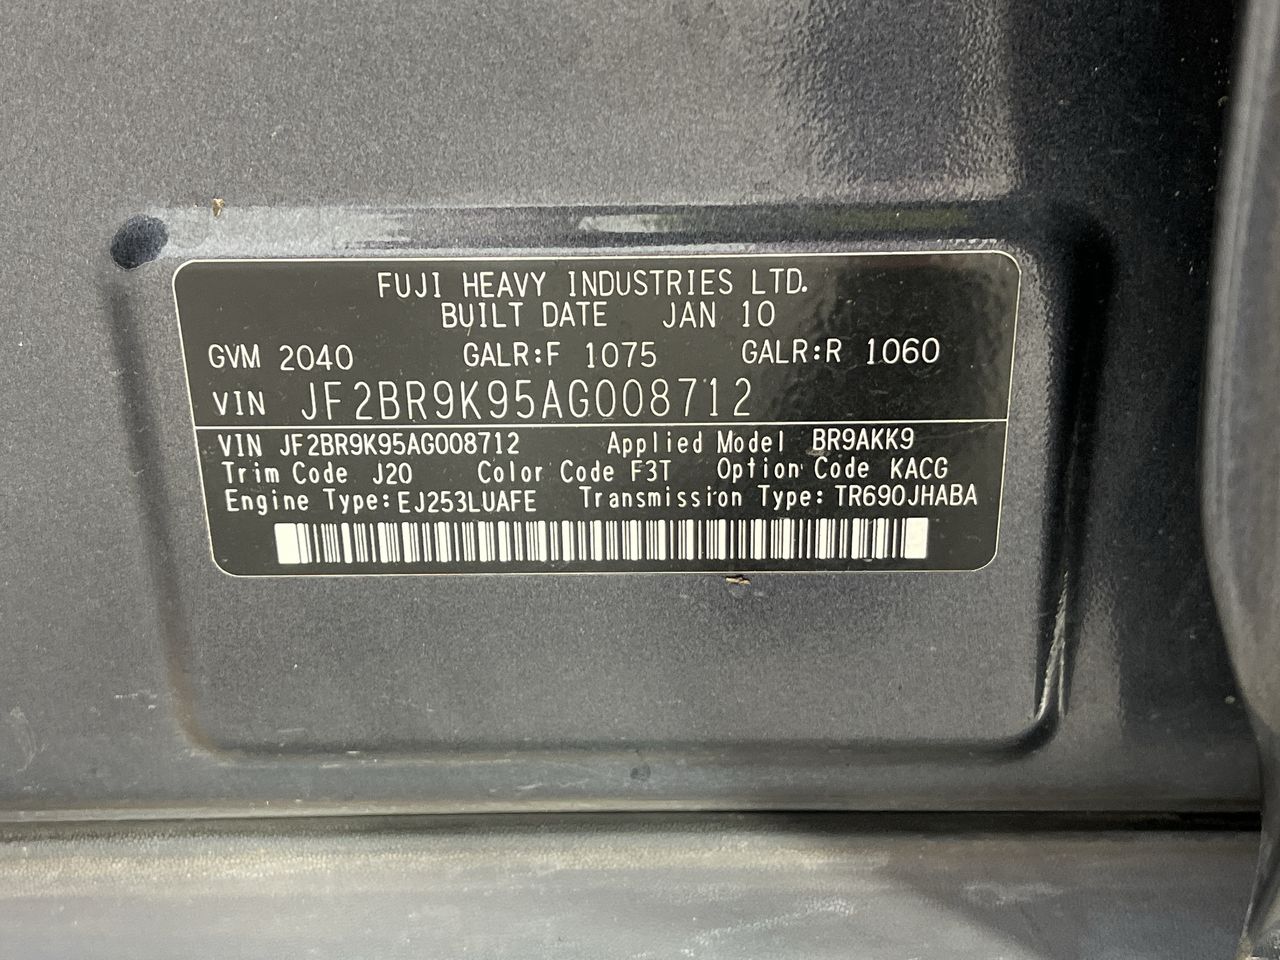 FUJI HEAVY INDUSTRIES LTD.
BUILT DATE JAN 10
GVM 2040 GALR:F 1075 GALR:R 1060
VIN JF2BR9K95AG008712
VIN JF2BR9K95AG008712 Applied Model BR9AKK9
Trim Code J20 Color Code F3T Option Code KACG
Engine Type:EJ253LUAFE Transmission Type:TR690JHABA